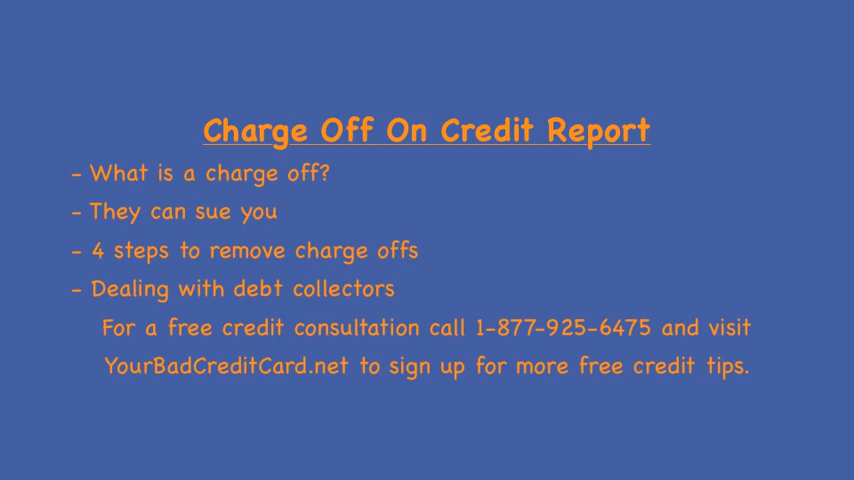 Charge Off On Credit Report
- What is a charge off?
- They can sue you
- 4 steps to remove charge offs
- Dealing with debt collectors
For a free credit consultation call 1-877-925-6475 and visit
YourBadCreditCard.net to sign up for more free credit tips.